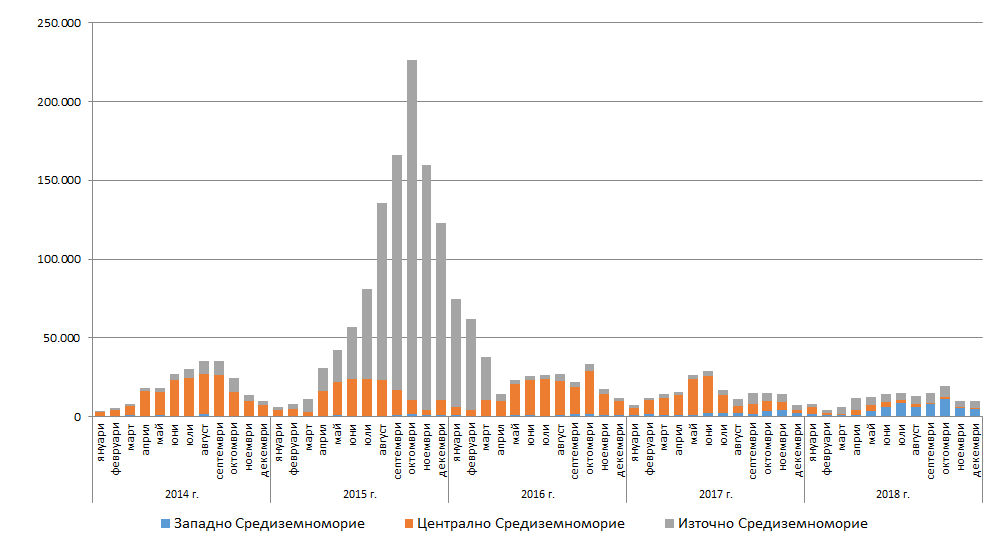 250.000
200.000
150.000
100.000
50.000
0
януари февруари март април май юни юли август септември октомври ноември декември януари февруари март април май юни юли август септември октомври ноември декември януари февруари март април май юни юли август септември октомври ноември декември януари февруари март април май юни юли август септември октомври ноември декември януари февруари март април май юни юли август септември октомври ноември декември
2014 г. 2015 г. 2016 г. 2017 г. 2018 г.
Западно Средиземноморие Централно Средиземноморие Източно Средиземноморие